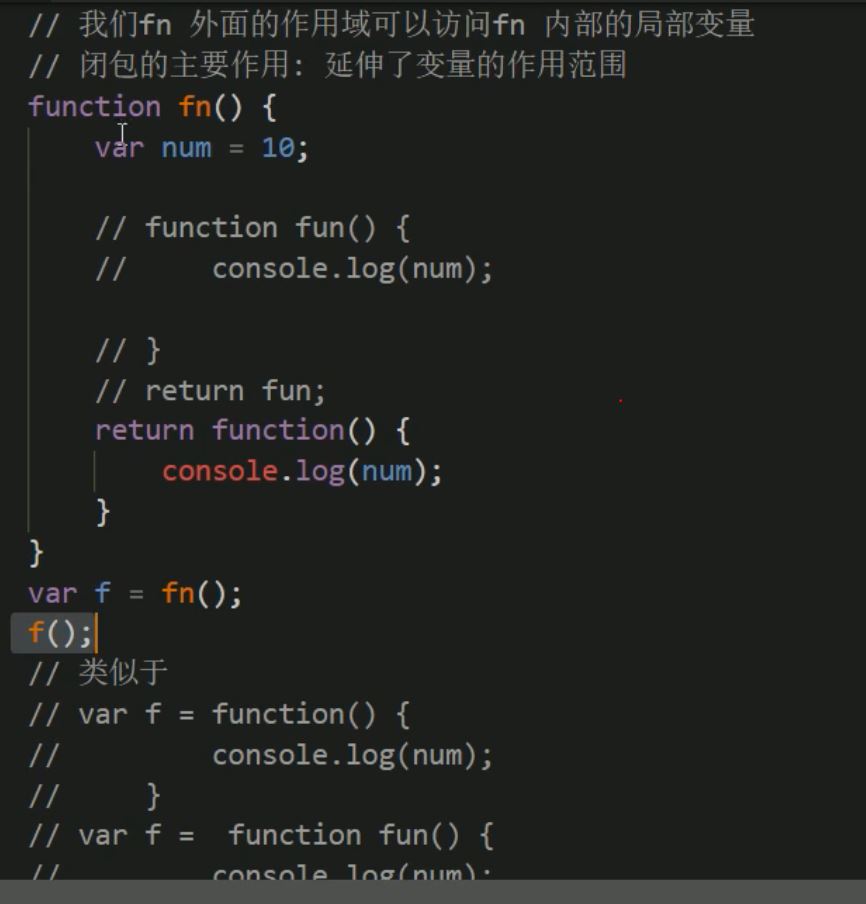 // 我们fn 外面的作用域可以访问fn 内部的局部变量
// 闭包的主要作用: 延伸了变量的作用范围
function fn() {
var num = 10;
// function fun() {
// console.log(num);
// }
// return fun;
return function() {
console.log(num);
}
}
var f = fn();
f();
// 类似于
// var f = function() {
// console.log(num);
// }
// var f = function fun() {
// console.log(num);